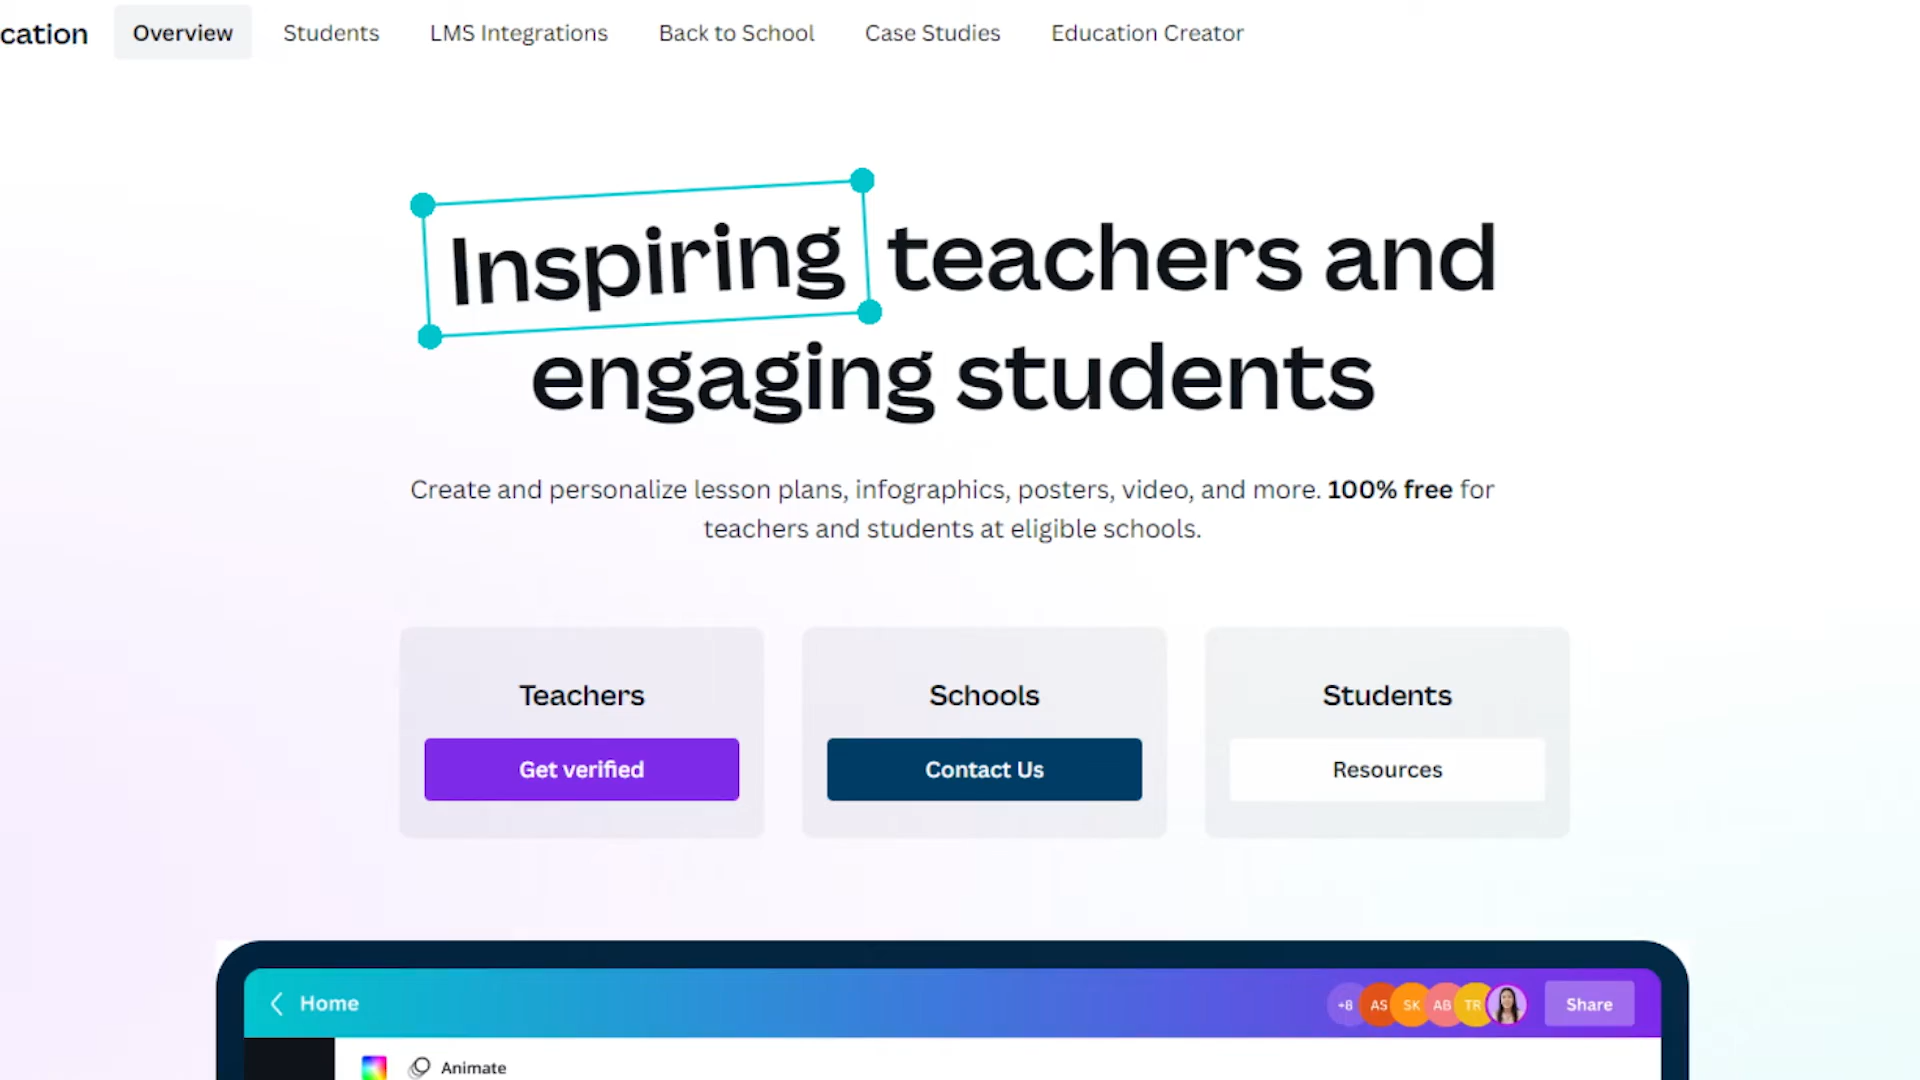 cation Overview Students LMS Integrations Back to School Case Studies Education Creator
Inspiring teachers and
engaging students
Create and personalize lesson plans, infographics, posters, video, and more. 100% free for
teachers and students at eligible schools.
Teachers Schools Students
Get verified Contact Us Resources
Home +8 AS SK AB TR Share
Animate